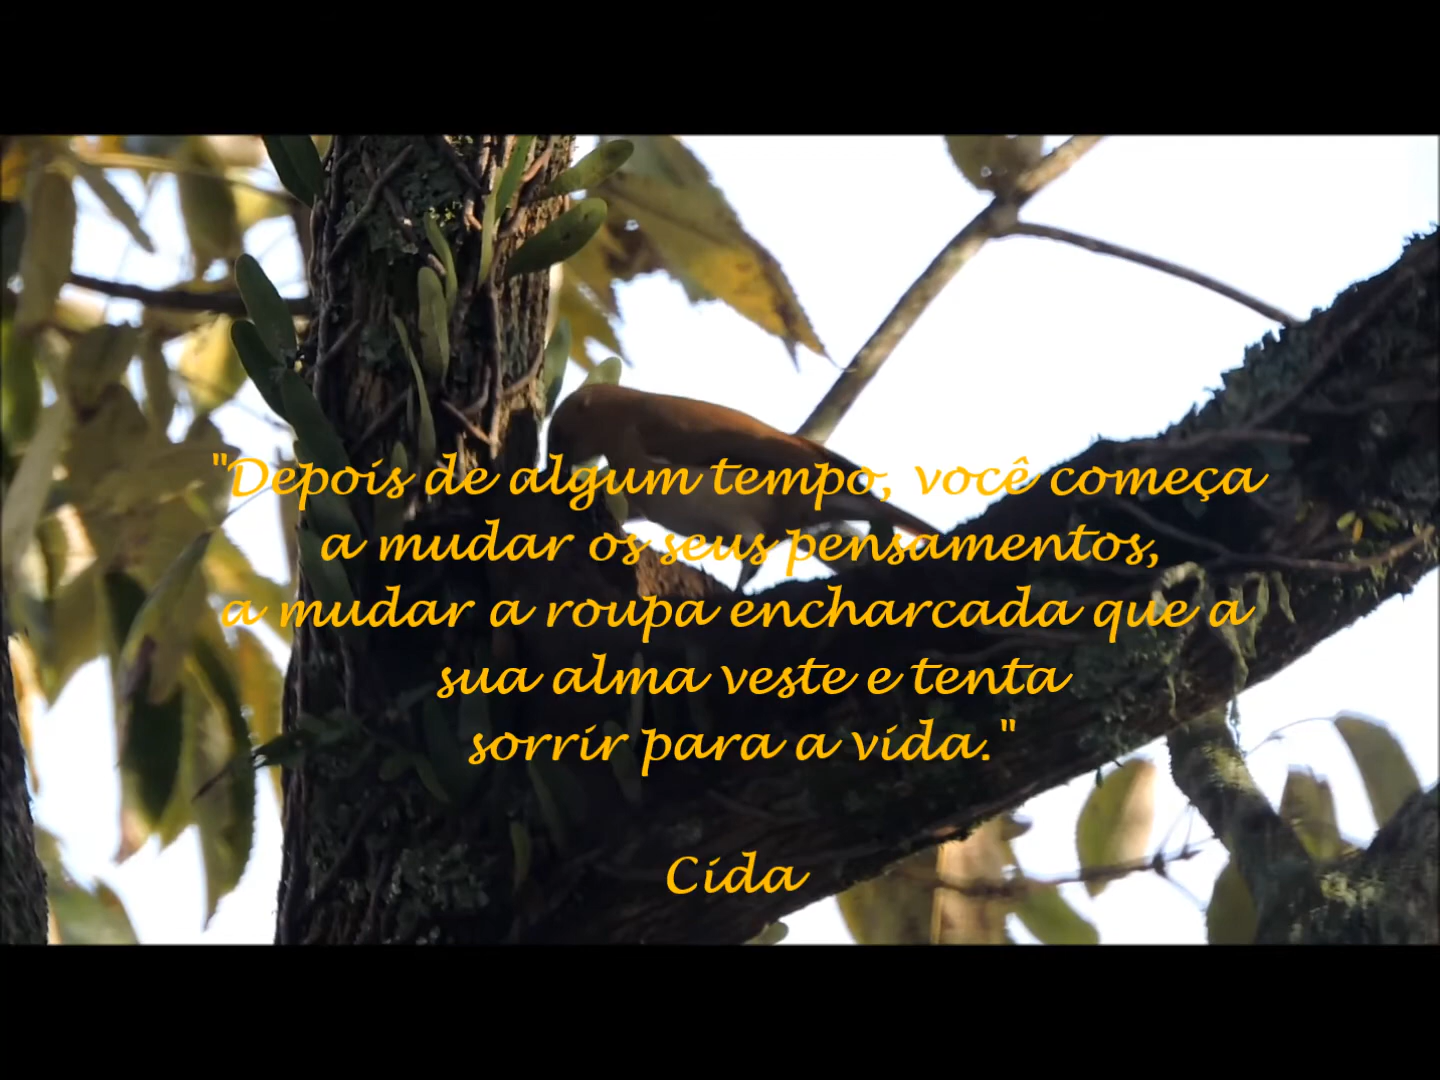 "Depois de algum tempo, você começa
a mudar os seus pensamentos,
a mudar a roupa encharcada que a
sua alma veste e tenta
sorrir para a vida."
Cida